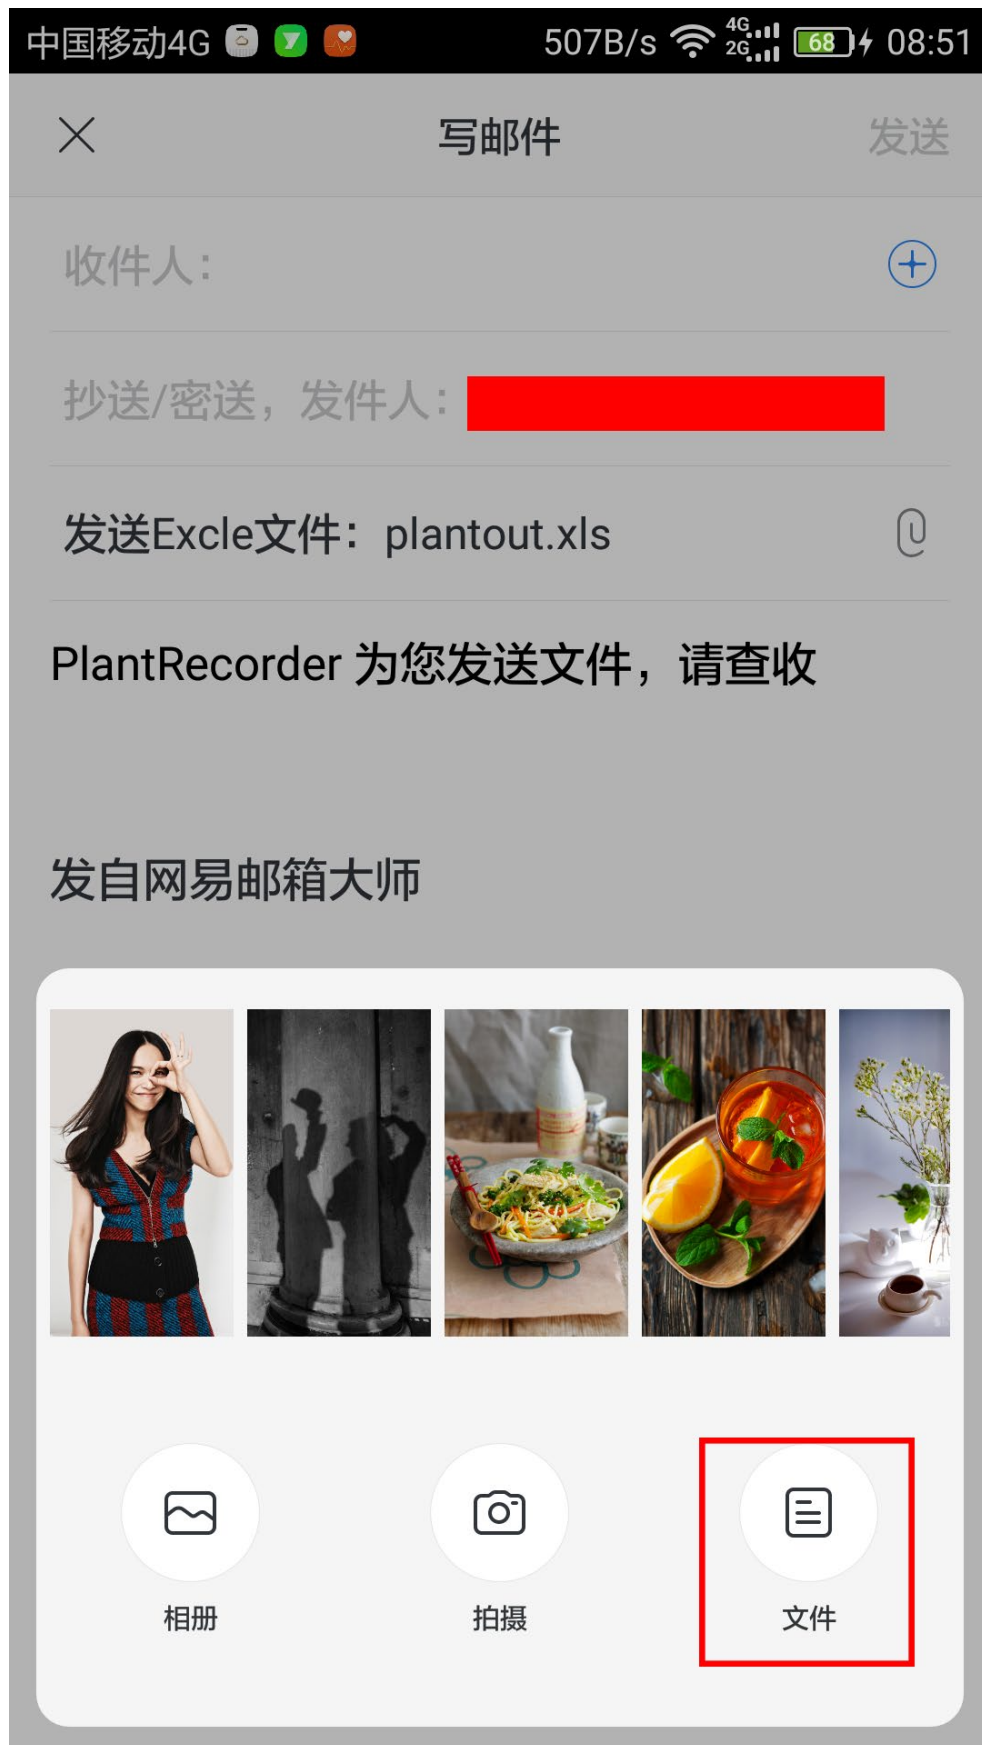 中国移动4G 507B/s 4G 2G 68 08:51
写邮件 发送
收件人：
抄送/密送，发件人：
发送Excle文件：plantout.xls
PlantRecorder 为您发送文件，请查收
发自网易邮箱大师
相册 拍摄 文件